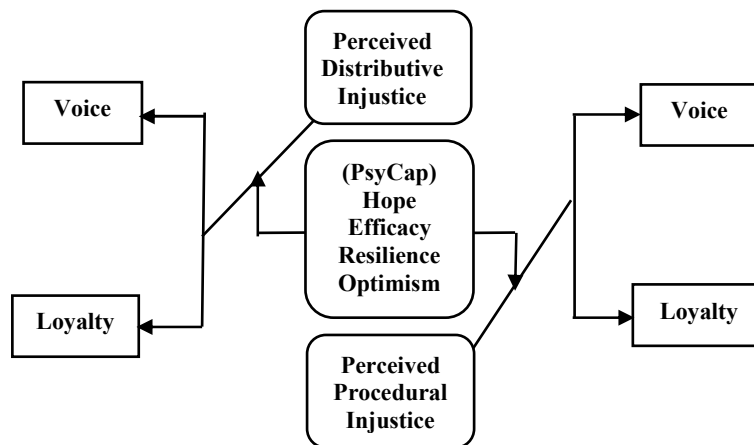 Perceived
Distributive
Injustice
Voice
Voice
(PsyCap)
Hope
Efficacy
Resilience
Optimism
Loyalty
Loyalty
Perceived
Procedural
Injustice